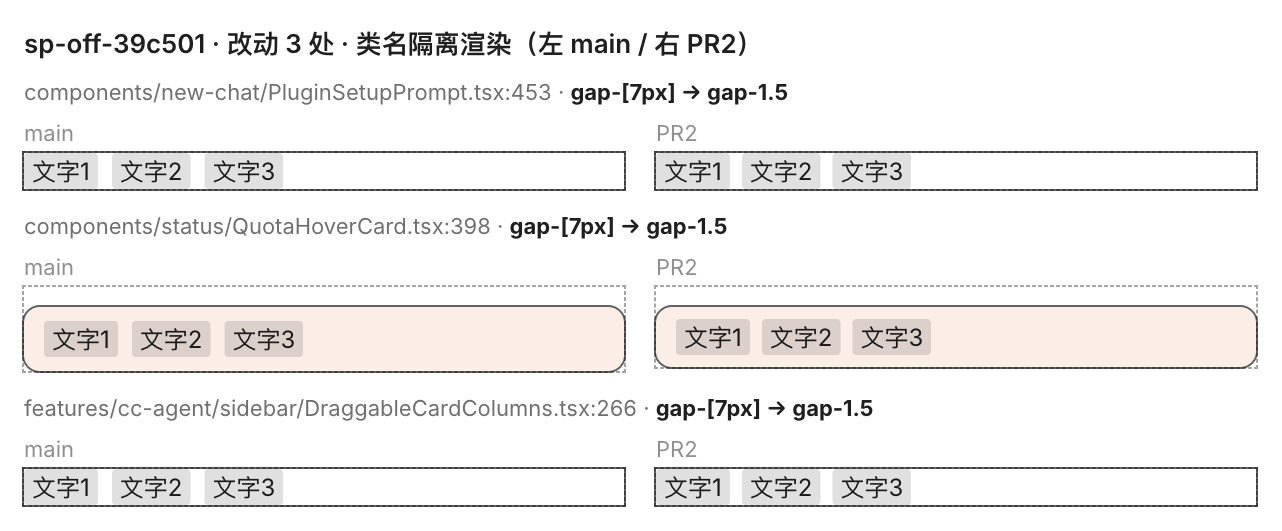 sp-off-39c501 · 改动 3 处 · 类名隔离渲染（左 main / 右 PR2）
components/new-chat/PluginSetupPrompt.tsx:453 · gap-[7px] → gap-1.5
main PR2
文字1 文字2 文字3 文字1 文字2 文字3
components/status/QuotaHoverCard.tsx:398 · gap-[7px] → gap-1.5
main PR2
文字1 文字2 文字3 文字1 文字2 文字3
features/cc-agent/sidebar/DraggableCardColumns.tsx:266 · gap-[7px] → gap-1.5
main PR2
文字1 文字2 文字3 文字1 文字2 文字3